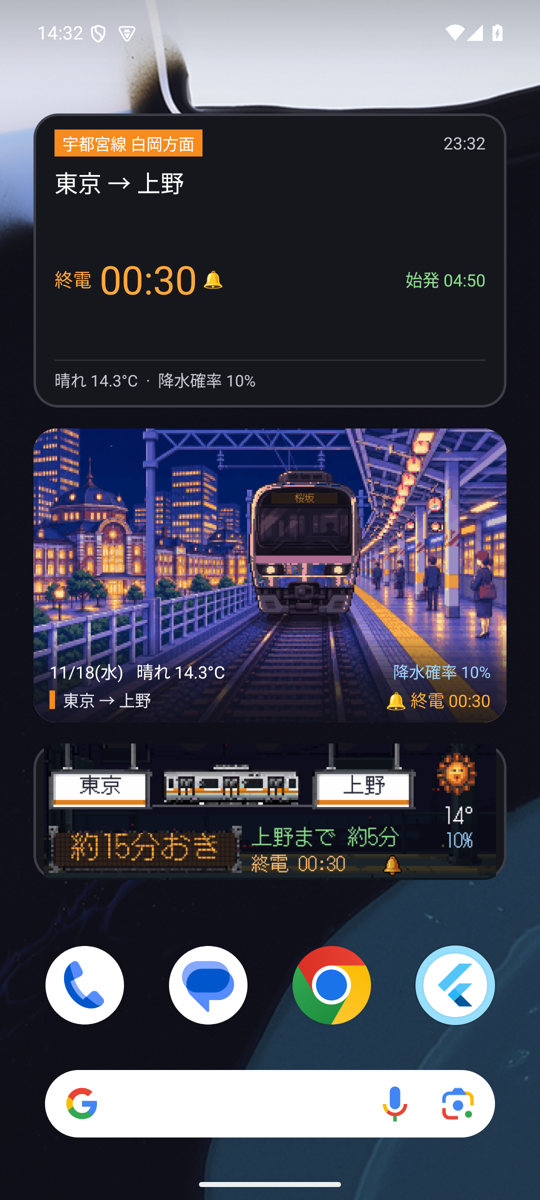 14:32
宇都宮線 白岡方面
23:32
東京 → 上野
終電 00:30
始発 04:50
晴れ 14.3°C · 降水確率 10%
桜坂
11/18(水) 晴れ 14.3°C
降水確率 10%
東京 → 上野
終電 00:30
東京
上野
14°
10%
約15分おき
上野まで 約5分
終電 00:30